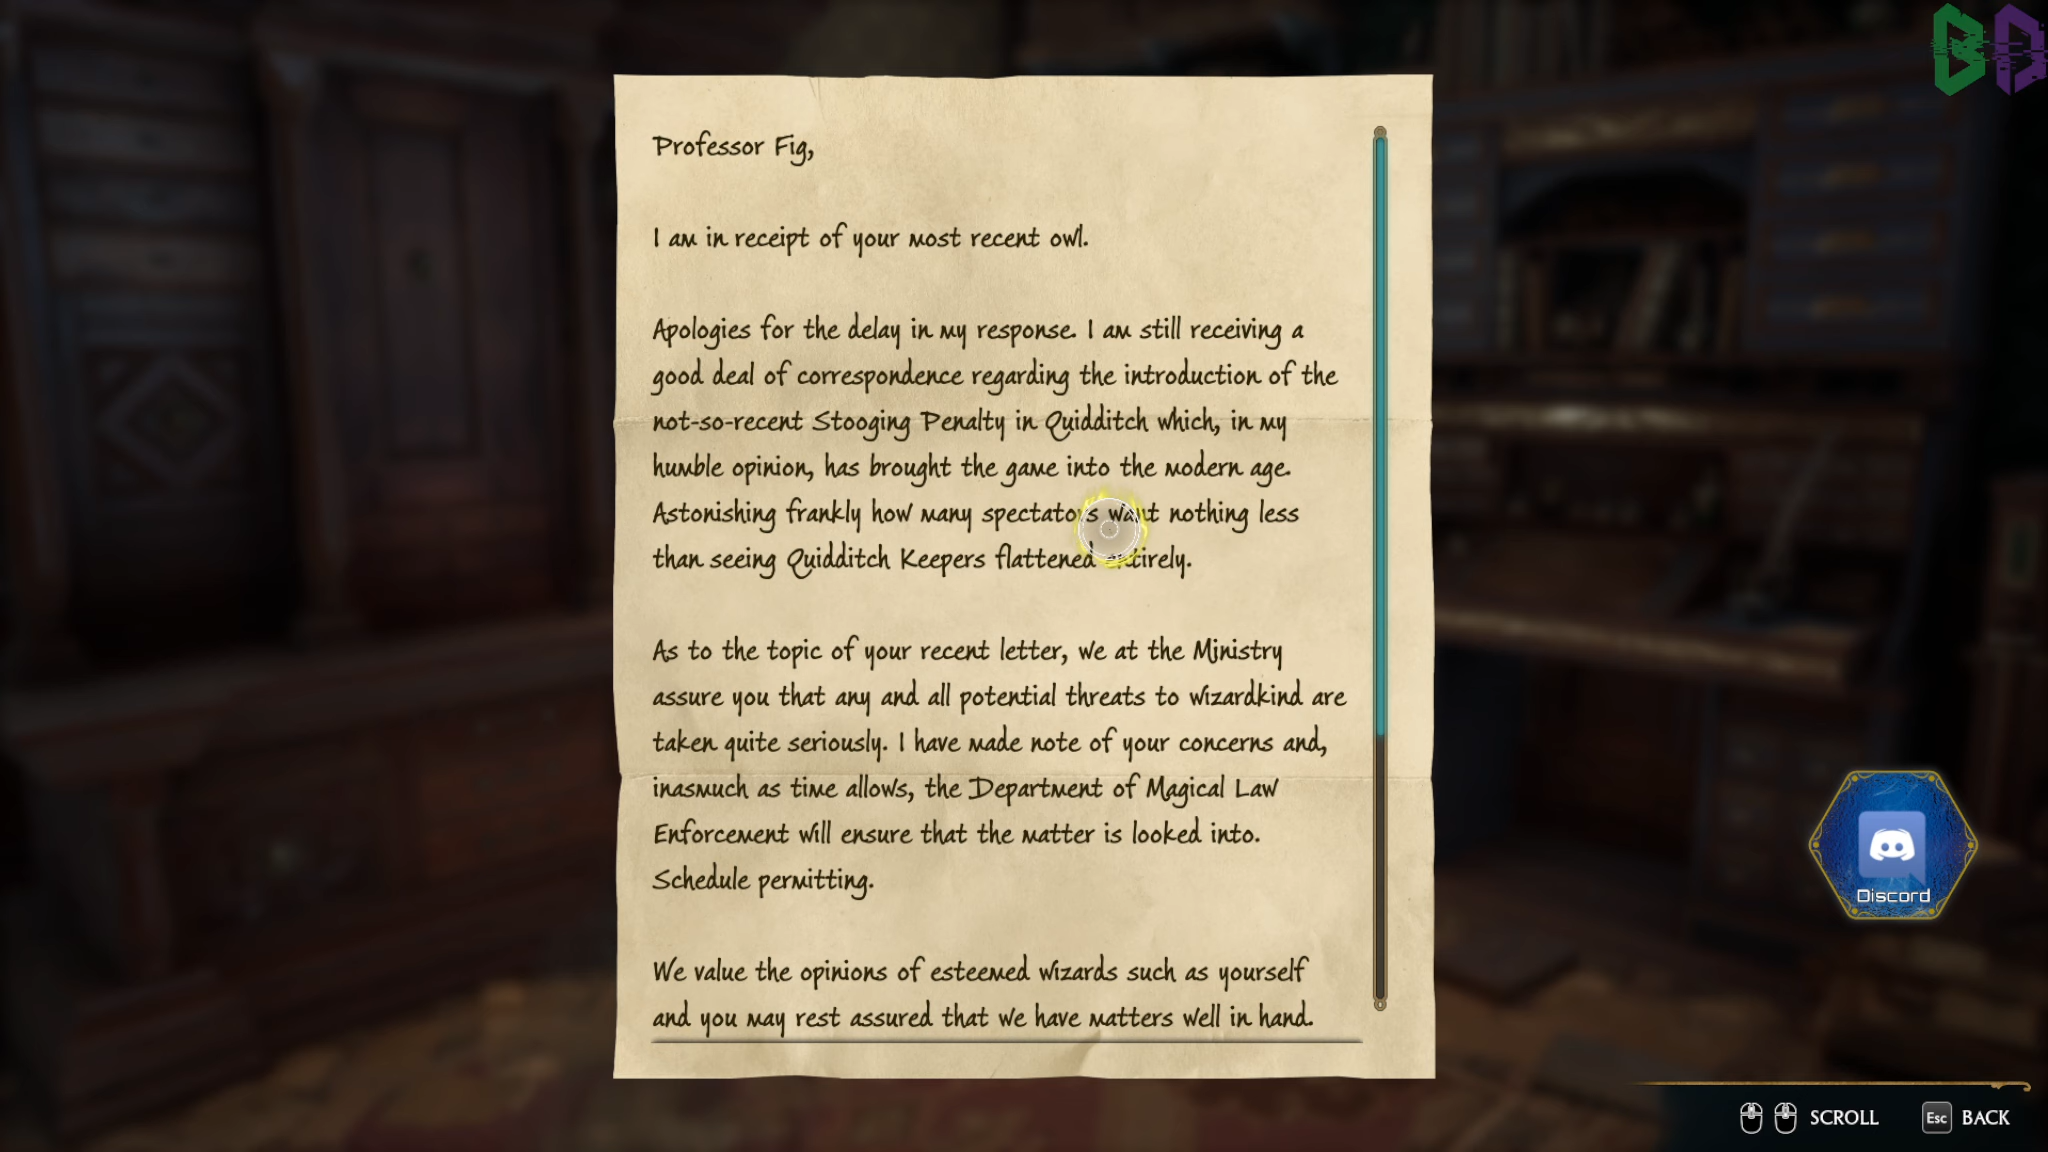 Professor Fig,
I am in receipt of your most recent owl.
Apologies for the delay in my response. I am still receiving a
good deal of correspondence regarding the introduction of the
not-so-recent Stooging Penalty in Quidditch which, in my
humble opinion, has brought the game into the modern age.
Astonishing frankly how many spectators want nothing less
than seeing Quidditch Keepers flattened entirely.
As to the topic of your recent letter, we at the Ministry
assure you that any and all potential threats to wizardkind are
taken quite seriously. I have made note of your concerns and,
inasmuch as time allows, the Department of Magical Law
Enforcement will ensure that the matter is looked into.
Schedule permitting.
We value the opinions of esteemed wizards such as yourself
and you may rest assured that we have matters well in hand.
Discord
SCROLL
Esc BACK